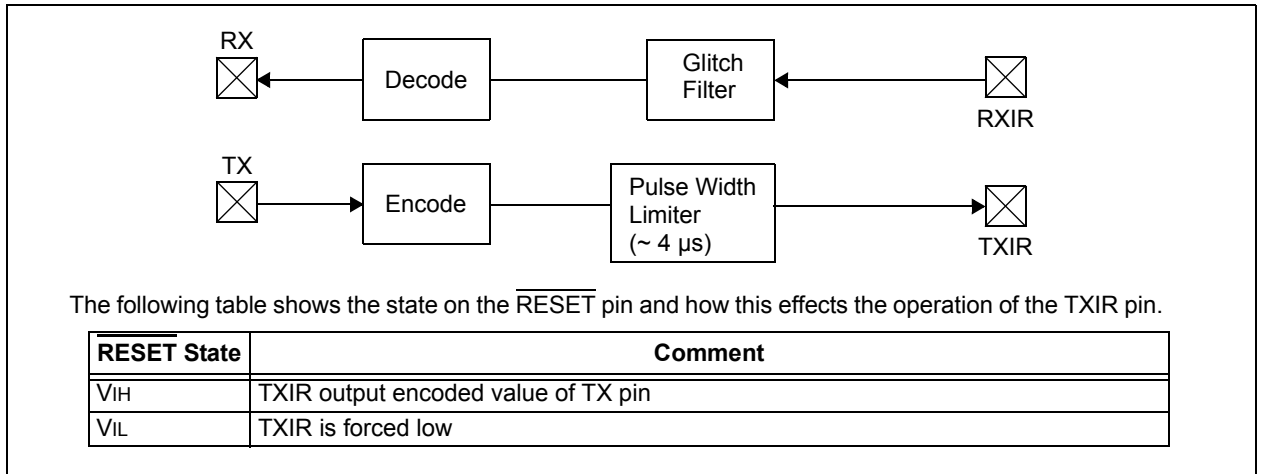 RX
Decode
Glitch
Filter
RXIR
TX
Encode
Pulse Width
Limiter
(~ 4 µs)
TXIR
The following table shows the state on the RESET pin and how this effects the operation of the TXIR pin.
RESET State Comment
VIH TXIR output encoded value of TX pin
VIL TXIR is forced low